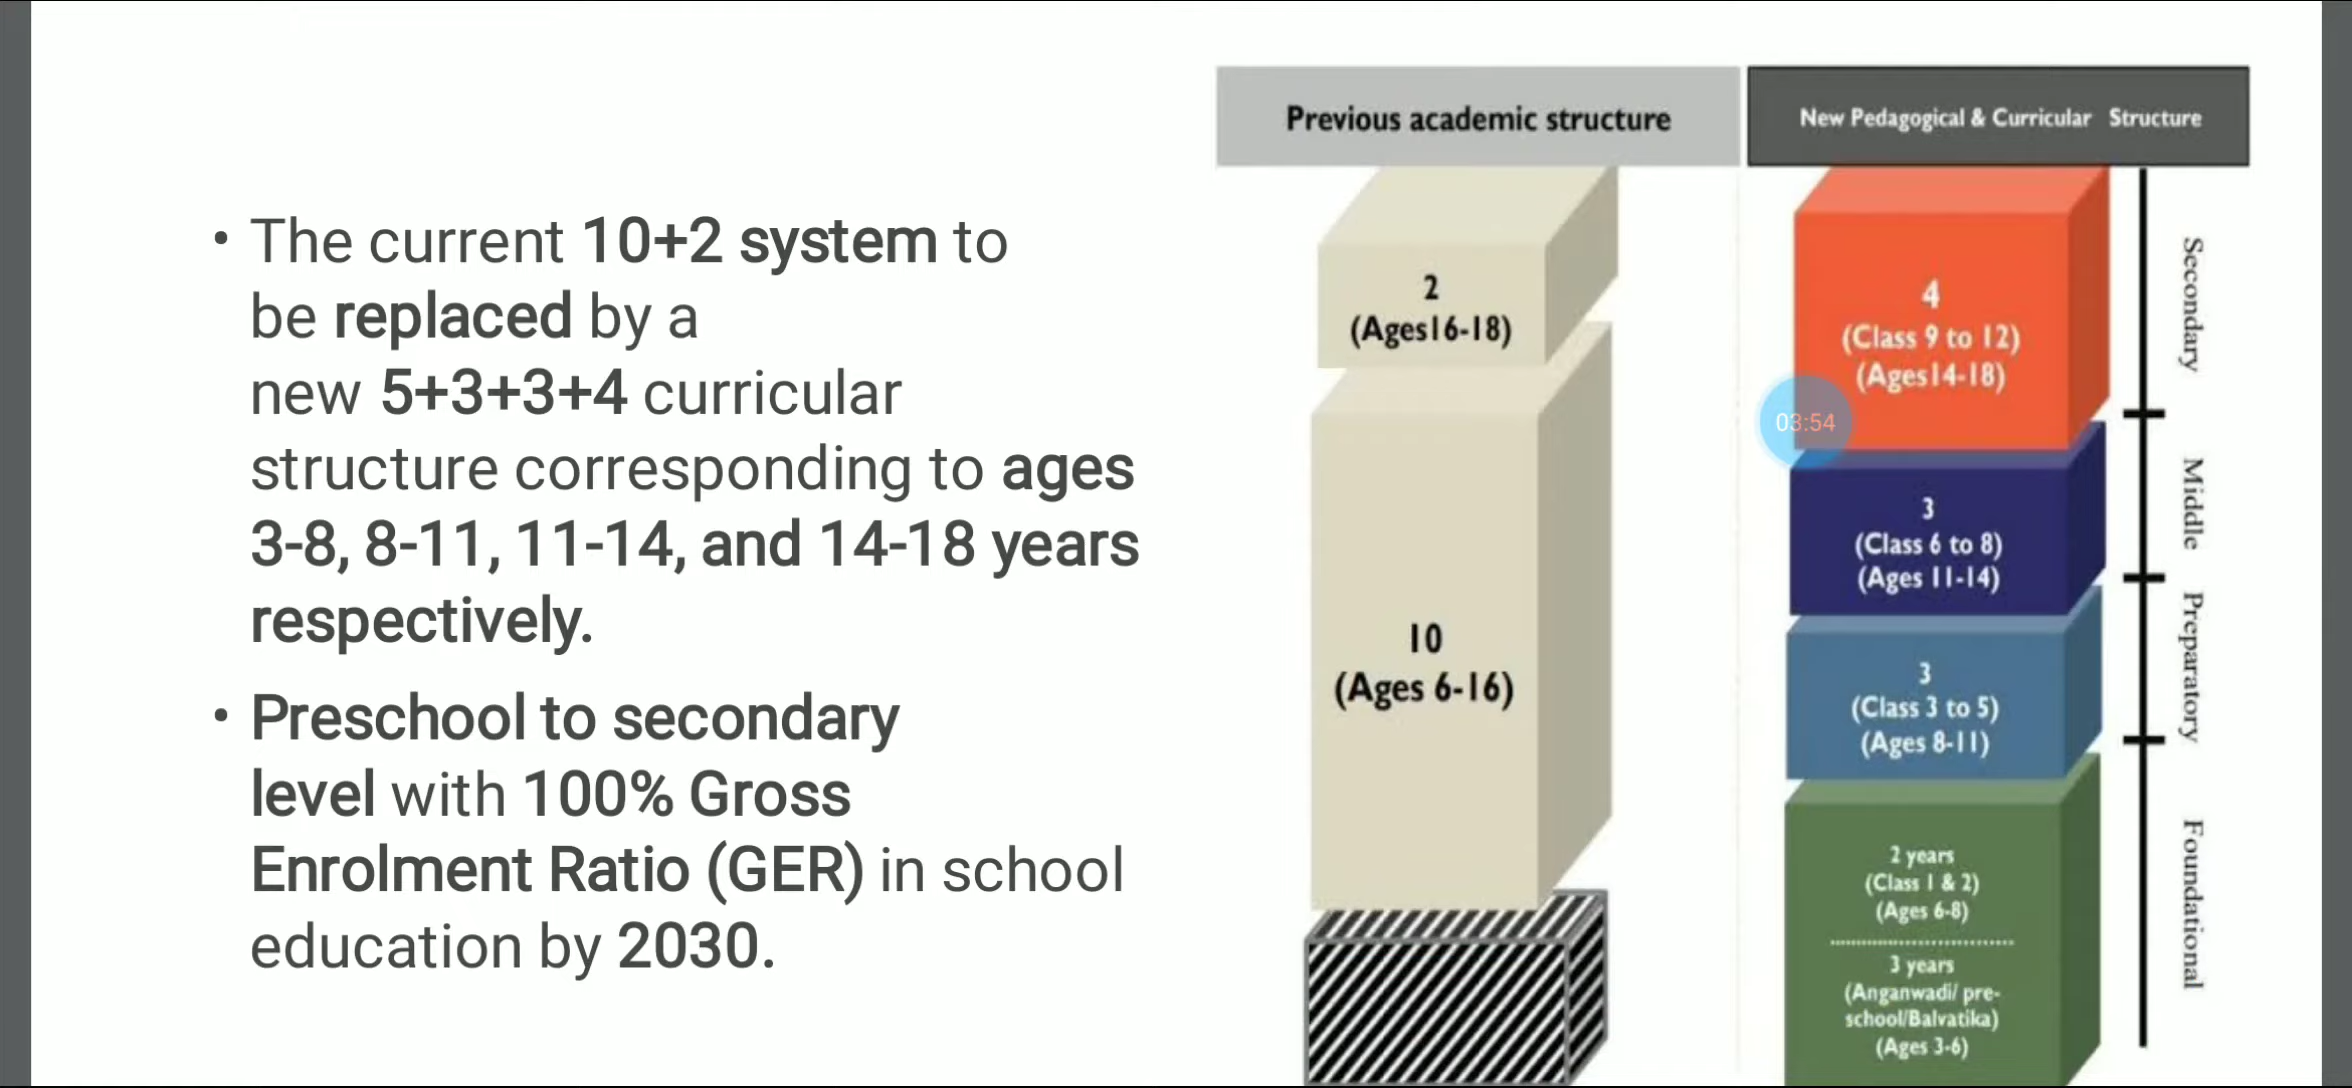 • The current 10+2 system to
be replaced by a
new 5+3+3+4 curricular
structure corresponding to ages
3-8, 8-11, 11-14, and 14-18 years
respectively.
• Preschool to secondary
level with 100% Gross
Enrolment Ratio (GER) in school
education by 2030.
Previous academic structure
2
(Ages16-18)
10
(Ages 6-16)
New Pedagogical & Curricular Structure
4
(Class 9 to 12)
(Ages14-18)
03:54
3
(Class 6 to 8)
(Ages 11-14)
3
(Class 3 to 5)
(Ages 8-11)
2 years
(Class 1 & 2)
(Ages 6-8)
3 years
(Anganwadi/ pre-
school/Balvatika)
(Ages 3-6)
Secondary
Middle
Preparatory
Foundational